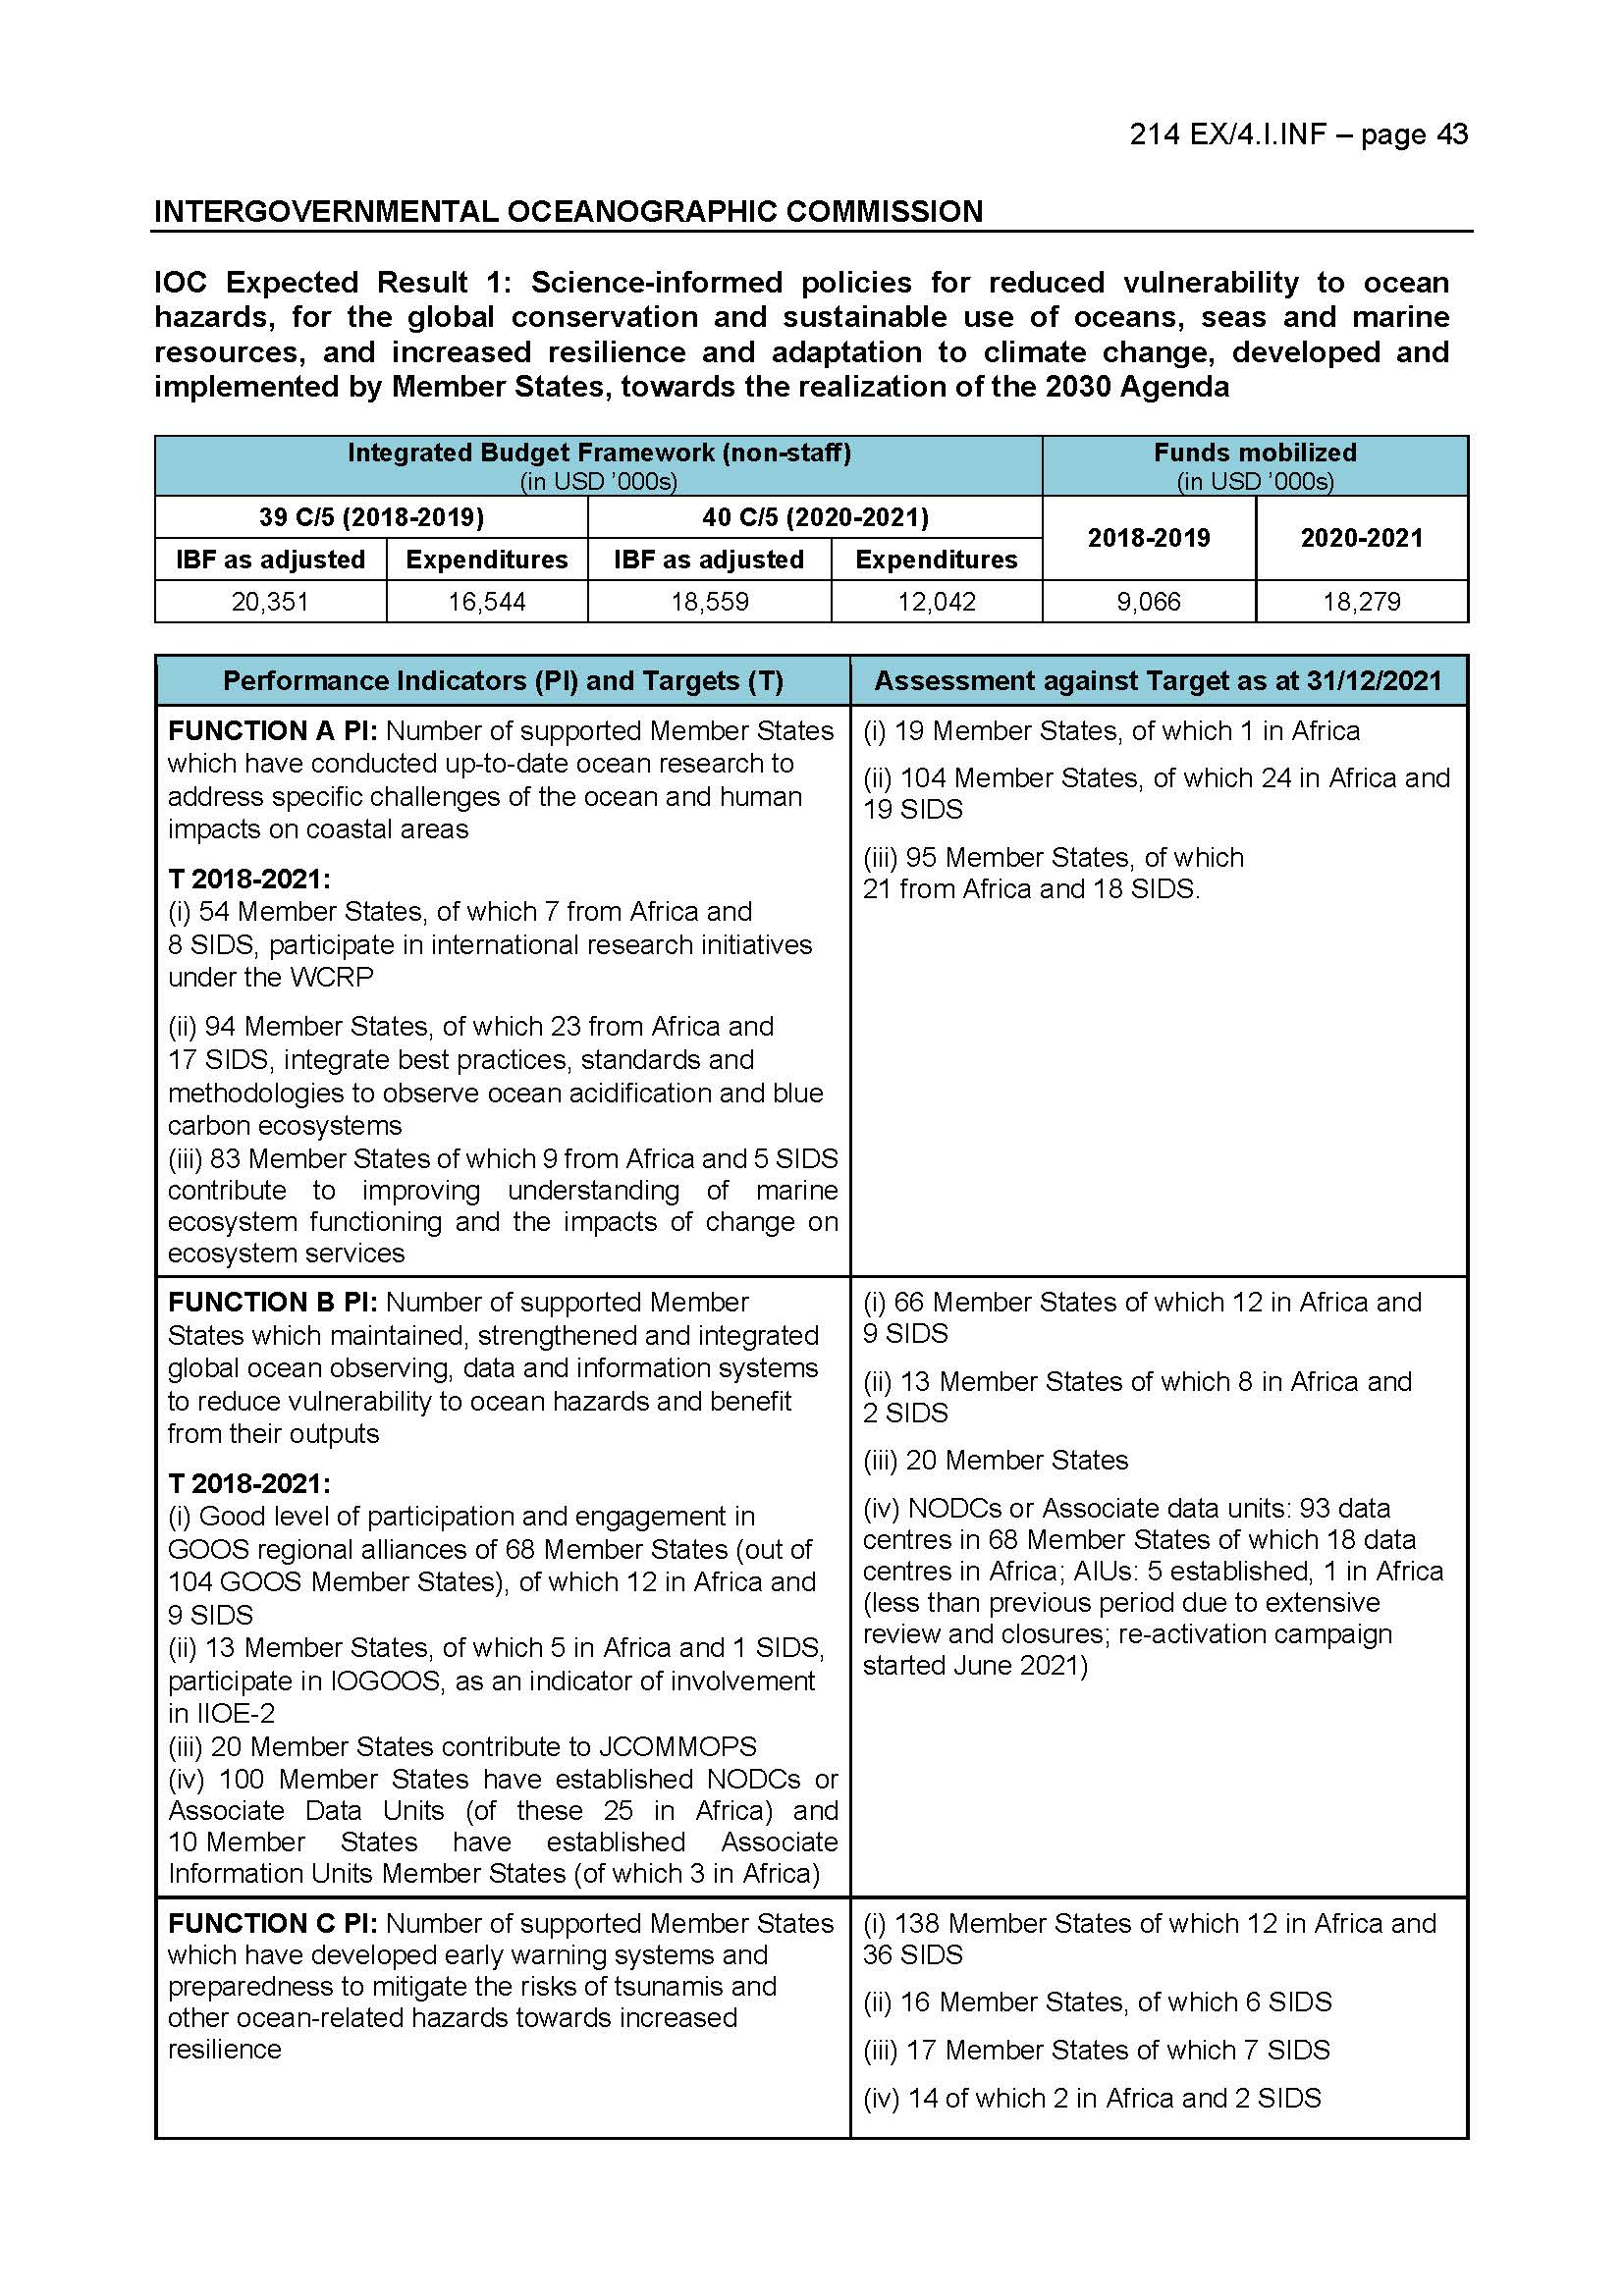 214 EX/4.I.INF – page 43
INTERGOVERNMENTAL OCEANOGRAPHIC COMMISSION
IOC Expected Result 1: Science-informed policies for reduced vulnerability to ocean
hazards, for the global conservation and sustainable use of oceans, seas and marine
resources, and increased resilience and adaptation to climate change, developed and
implemented by Member States, towards the realization of the 2030 Agenda
Integrated Budget Framework (non-staff)
(in USD ’000s)
Funds mobilized
(in USD ’000s)
39 C/5 (2018-2019)
40 C/5 (2020-2021)
2018-2019
2020-2021
IBF as adjusted
Expenditures
IBF as adjusted
Expenditures
20,351
16,544
18,559
12,042
9,066
18,279
Performance Indicators (PI) and Targets (T)
Assessment against Target as at 31/12/2021
FUNCTION A PI: Number of supported Member States
which have conducted up-to-date ocean research to
address specific challenges of the ocean and human
impacts on coastal areas
T 2018-2021:
(i) 54 Member States, of which 7 from Africa and
8 SIDS, participate in international research initiatives
under the WCRP
(ii) 94 Member States, of which 23 from Africa and
17 SIDS, integrate best practices, standards and
methodologies to observe ocean acidification and blue
carbon ecosystems
(iii) 83 Member States of which 9 from Africa and 5 SIDS
contribute to improving understanding of marine
ecosystem functioning and the impacts of change on
ecosystem services
(i) 19 Member States, of which 1 in Africa
(ii) 104 Member States, of which 24 in Africa and
19 SIDS
(iii) 95 Member States, of which
21 from Africa and 18 SIDS.
FUNCTION B PI: Number of supported Member
States which maintained, strengthened and integrated
global ocean observing, data and information systems
to reduce vulnerability to ocean hazards and benefit
from their outputs
T 2018-2021:
(i) Good level of participation and engagement in
GOOS regional alliances of 68 Member States (out of
104 GOOS Member States), of which 12 in Africa and
9 SIDS
(ii) 13 Member States, of which 5 in Africa and 1 SIDS,
participate in IOGOOS, as an indicator of involvement
in IIOE-2
(iii) 20 Member States contribute to JCOMMOPS
(iv) 100 Member States have established NODCs or
Associate Data Units (of these 25 in Africa) and
10 Member States have established Associate
Information Units Member States (of which 3 in Africa)
(i) 66 Member States of which 12 in Africa and
9 SIDS
(ii) 13 Member States of which 8 in Africa and
2 SIDS
(iii) 20 Member States
(iv) NODCs or Associate data units: 93 data
centres in 68 Member States of which 18 data
centres in Africa; AIUs: 5 established, 1 in Africa
(less than previous period due to extensive
review and closures; re-activation campaign
started June 2021)
FUNCTION C PI: Number of supported Member States
which have developed early warning systems and
preparedness to mitigate the risks of tsunamis and
other ocean-related hazards towards increased
resilience
(i) 138 Member States of which 12 in Africa and
36 SIDS
(ii) 16 Member States, of which 6 SIDS
(iii) 17 Member States of which 7 SIDS
(iv) 14 of which 2 in Africa and 2 SIDS